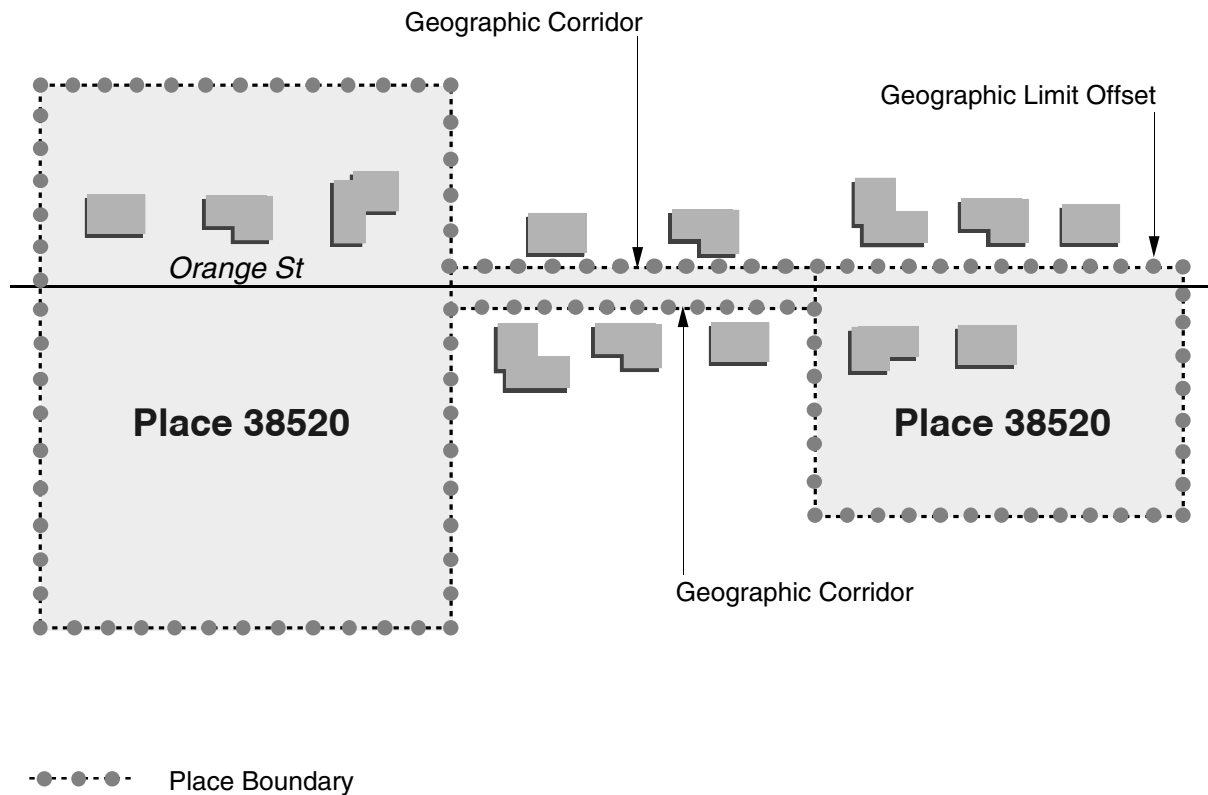 Geographic Corridor
Geographic Limit Offset
Orange St
Place 38520
Place 38520
Geographic Corridor
Place Boundary